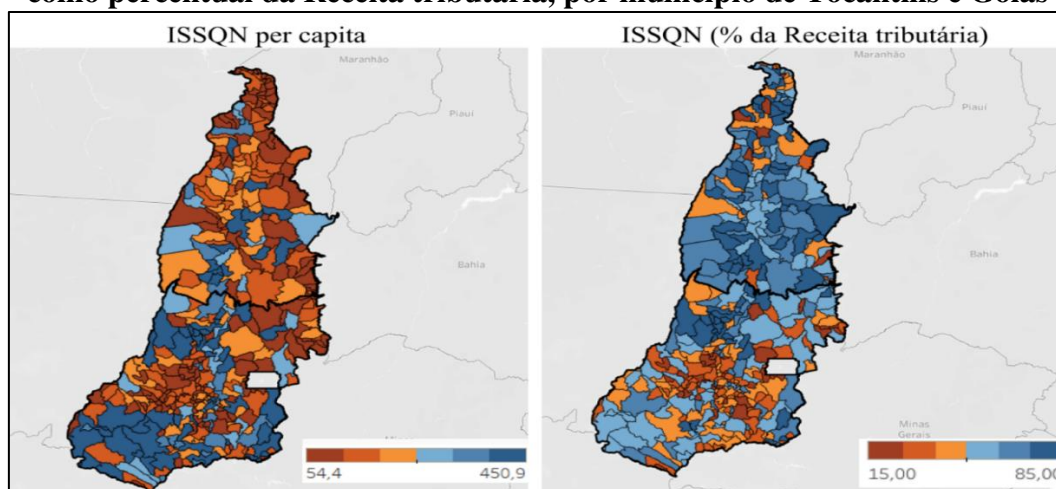 como percentual da Receita tributária, por município de Tocantins e Goiás
ISSQN per capita
ISSQN (% da Receita tributária)
Maranhão
Maranhão
Piauí
Piauí
Bahia
Bahia
Minas
Gerais
54,4
450,9
15,00
85,00